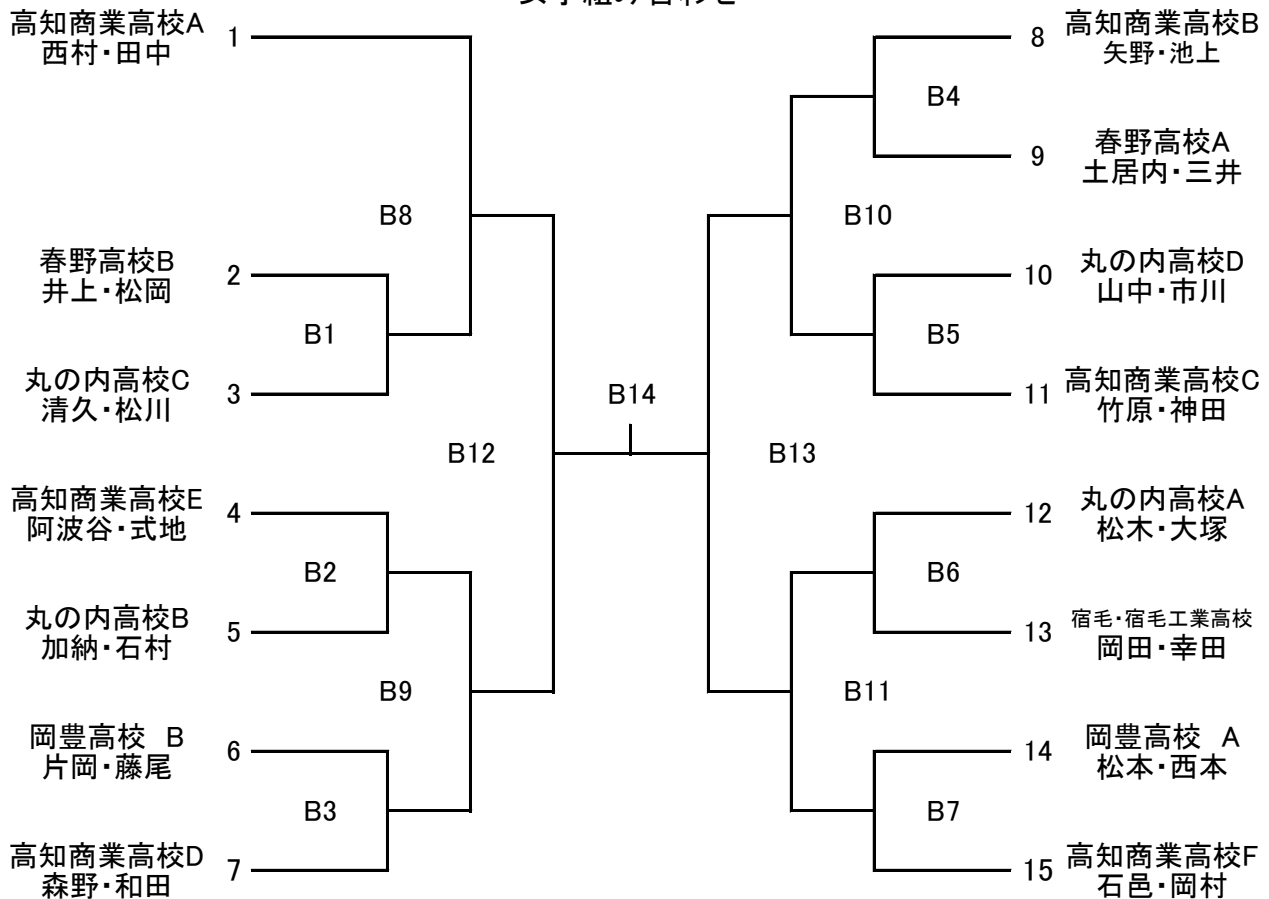 女子組み合わせ
高知商業高校A
西村・田中
1
春野高校B
井上・松岡
2
丸の内高校C
清久・松川
3
高知商業高校E
阿波谷・式地
4
丸の内高校B
加納・石村
5
岡豊高校 B
片岡・藤尾
6
高知商業高校D
森野・和田
7
B8
B1
B12
B2
B9
B3
B14
B4
B10
B5
B13
B6
B11
B7
8
高知商業高校B
矢野・池上
9
春野高校A
土居内・三井
10
丸の内高校D
山中・市川
11
高知商業高校C
竹原・神田
12
丸の内高校A
松木・大塚
13
宿毛・宿毛工業高校
岡田・幸田
14
岡豊高校 A
松本・西本
15
高知商業高校F
石邑・岡村